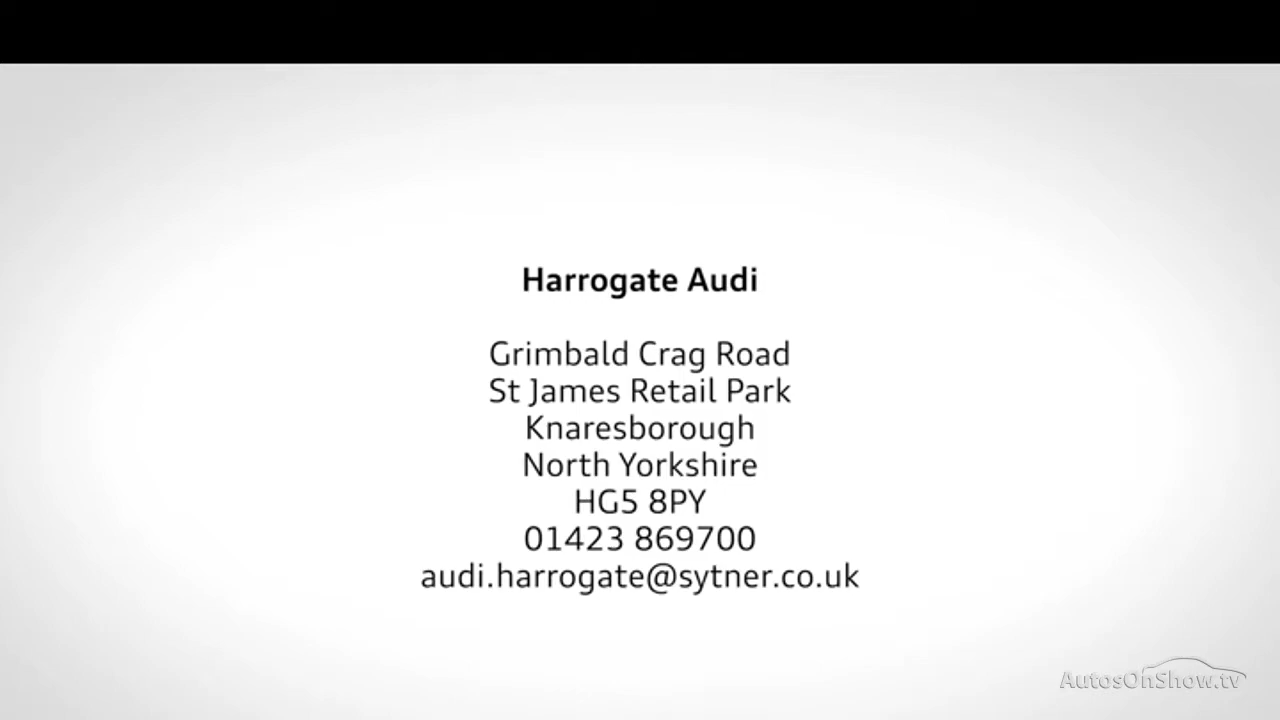 Harrogate Audi
Grimbald Crag Road
St James Retail Park
Knaresborough
North Yorkshire
HG5 8PY
01423 869700
audi.harrogate@sytner.co.uk
AutosOnShow.tv